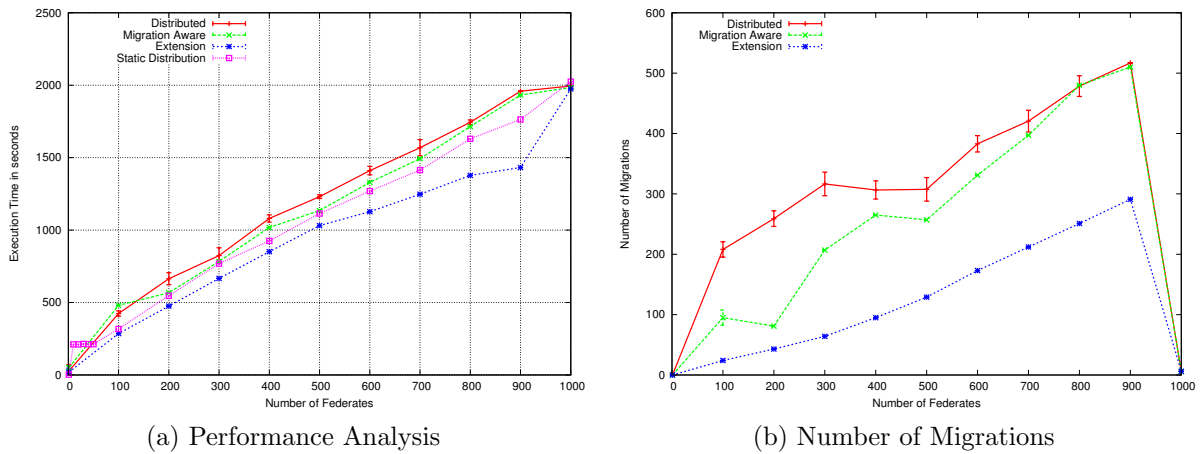 2500
2000
1500
1000
500
0
Execution Time in seconds
Distributed
Migration Aware
Extension
Static Distribution
0 100 200 300 400 500 600 700 800 900 1000
Number of Federates
(a) Performance Analysis
600
500
400
300
200
100
0
Number of Migrations
Distributed
Migration Aware
Extension
0 100 200 300 400 500 600 700 800 900 1000
Number of Federates
(b) Number of Migrations